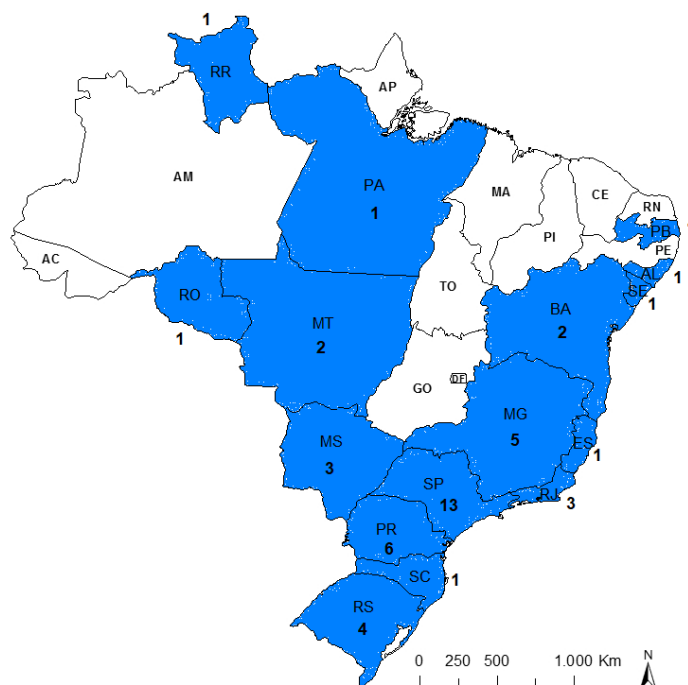 1
RR
AP
AM
PA
1
MA
CE
RN
PB
PI
PE
AC
TO
AL
1
SE
1
RO
1
MT
2
BA
2
GO
DF
MG
5
MS
3
ES
1
SP
13
RJ
3
PR
6
SC
1
RS
4
N
0 250 500 1.000 Km